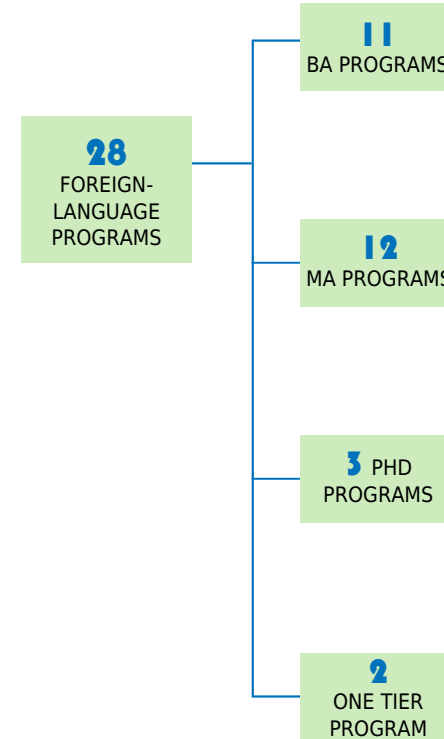 11
BA PROGRAMS
28
FOREIGN-
LANGUAGE
PROGRAMS
12
MA PROGRAMS
3 PHD
PROGRAMS
2
ONE TIER
PROGRAM